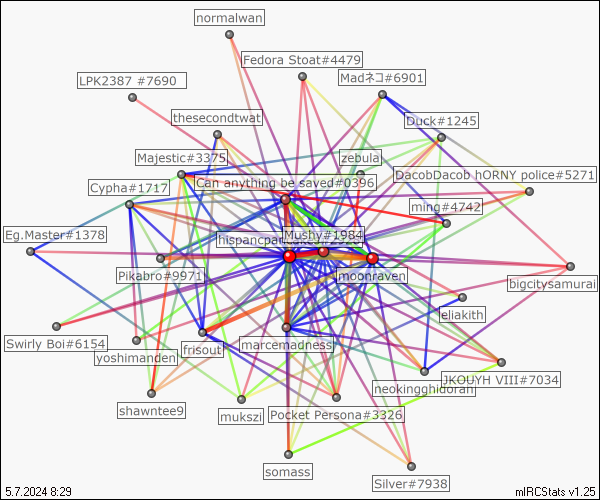 normalwan
Fedora Stoat#4479
Madネコ#6901
LPK2387 #7690
thesecondtwat
Duck#1245
Majestic#3375
zebula
DacobDacob hORNY police#5271
Can anything be saved#0396
Cypha#1717
ming#4742
Eg.Master#1378
Mushy#1984
Pikabro#9971
moonraven
bigcitysamurai
leliakith
Swirly Boi#6154
yoshimanden
frisout
marcemadness
neokingghidorah
JKOUYH VIII#7034
shawntee9
mukszi
Pocket Persona#3326
somass
Silver#7938
5.7.2024 8:29
mIRCStats v1.25